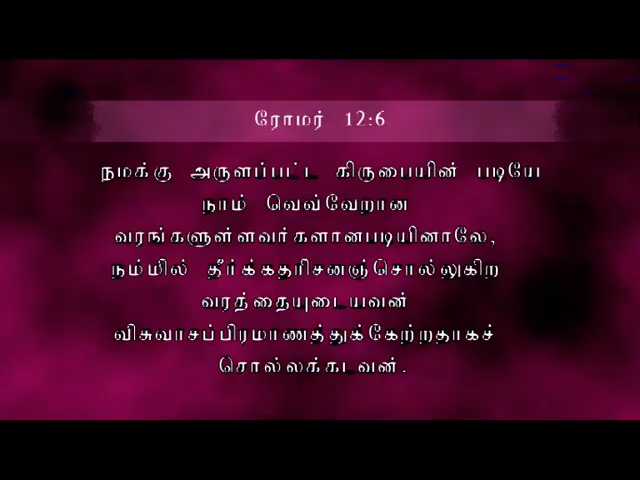 ரோமர் 12:6
நமக்கு அருளப்பட்ட கிருபையின் படியே
நாம் வெவ்வேறான
வரங்களுள்ளவர்களானபடியினாலே,
நம்மில் தீர்க்கதரிசனஞ்சொல்லுகிற
வரத்தையுடையவன்
விசுவாசப்பிரமாணத்துக்கேற்றதாகச்
சொல்லக்கடவன்.